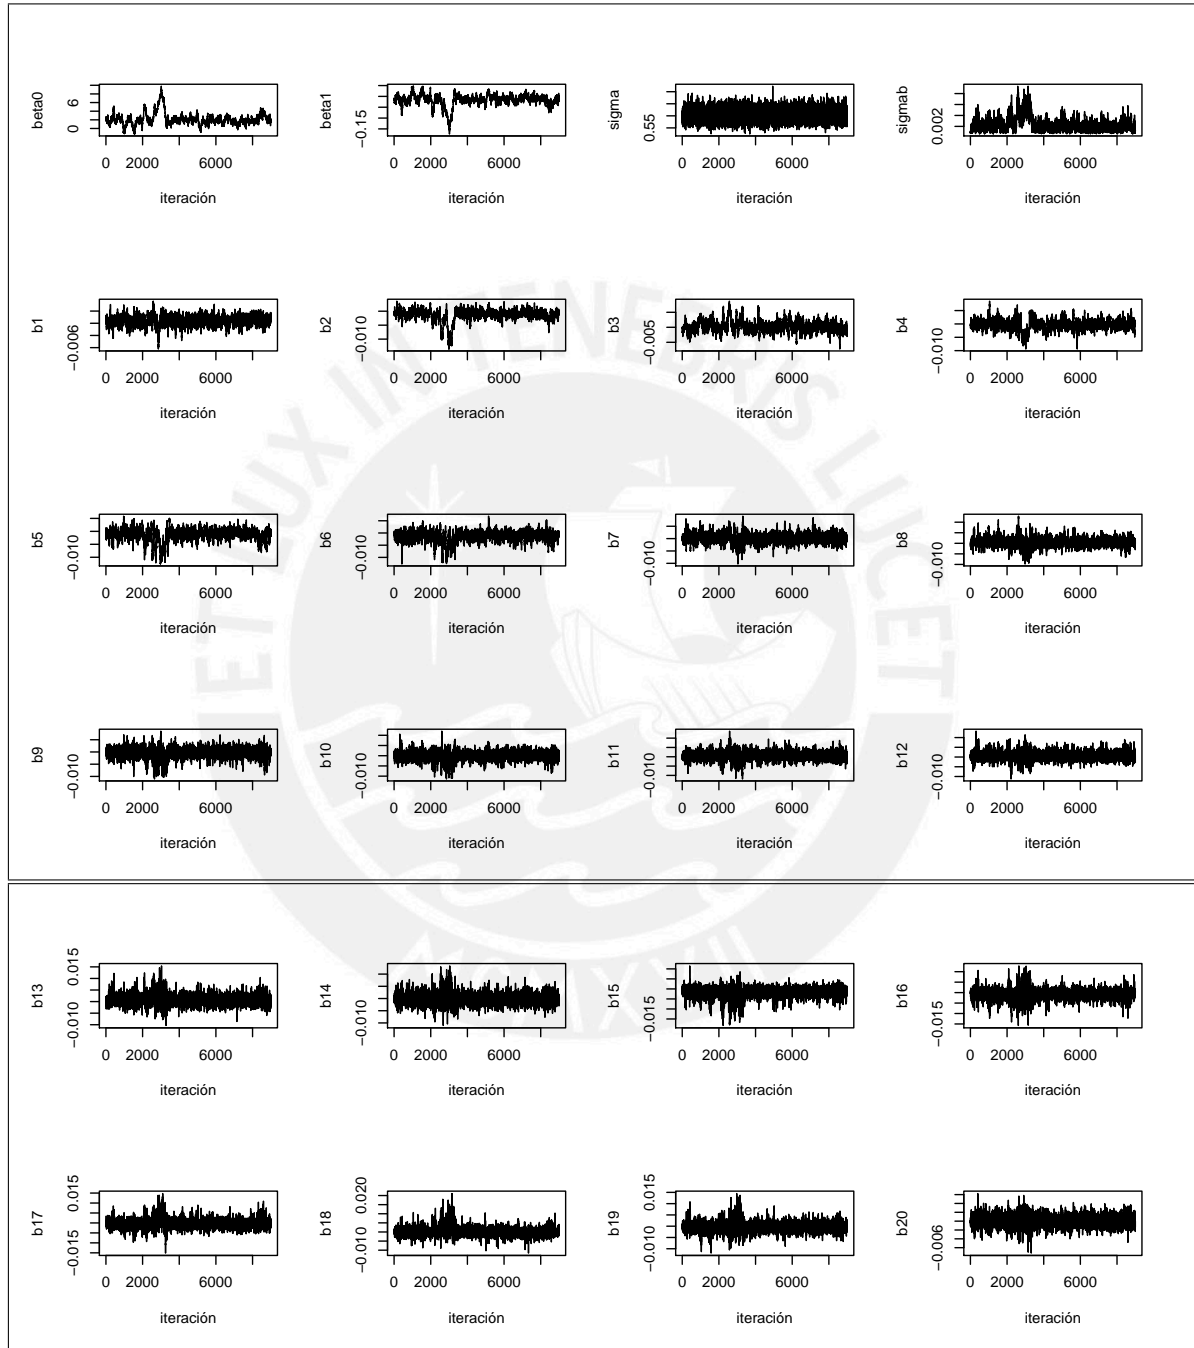 beta0
0
6
0 2000 6000
iteración
beta1
−0.15
0 2000 6000
iteración
sigma
0.55
0 2000 6000
iteración
sigmab
0.002
0 2000 6000
iteración
b1
−0.006
0 2000 6000
iteración
b2
−0.010
0 2000 6000
iteración
b3
−0.005
0 2000 6000
iteración
b4
−0.010
0 2000 6000
iteración
b5
−0.010
0 2000 6000
iteración
b6
−0.010
0 2000 6000
iteración
b7
−0.010
0 2000 6000
iteración
b8
−0.010
0 2000 6000
iteración
b9
−0.010
0 2000 6000
iteración
b10
−0.010
0 2000 6000
iteración
b11
−0.010
0 2000 6000
iteración
b12
−0.010
0 2000 6000
iteración
b13
−0.010 0.015
0 2000 6000
iteración
b14
−0.010
0 2000 6000
iteración
b15
−0.015
0 2000 6000
iteración
b16
−0.015
0 2000 6000
iteración
b17
−0.015 0.015
0 2000 6000
iteración
b18
0.020
0 2000 6000
iteración
b19
−0.010 0.015
0 2000 6000
iteración
b20
−0.006
0 2000 6000
iteración
ET LUX IN TENEBRIS LUCET